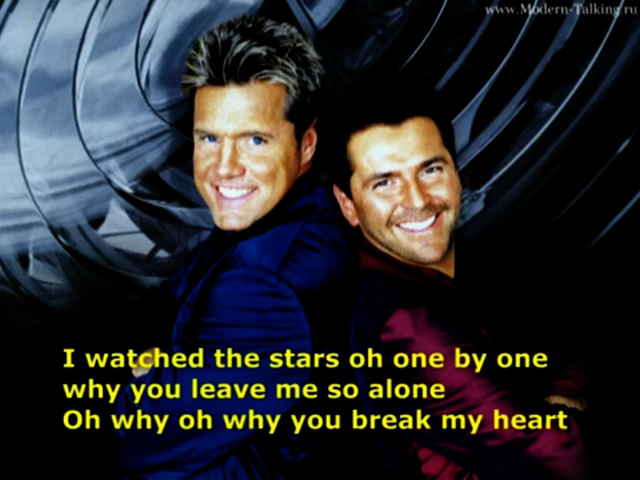 www.Modern-Talking.ru
I watched the stars oh one by one
why you leave me so alone
Oh why oh why you break my heart